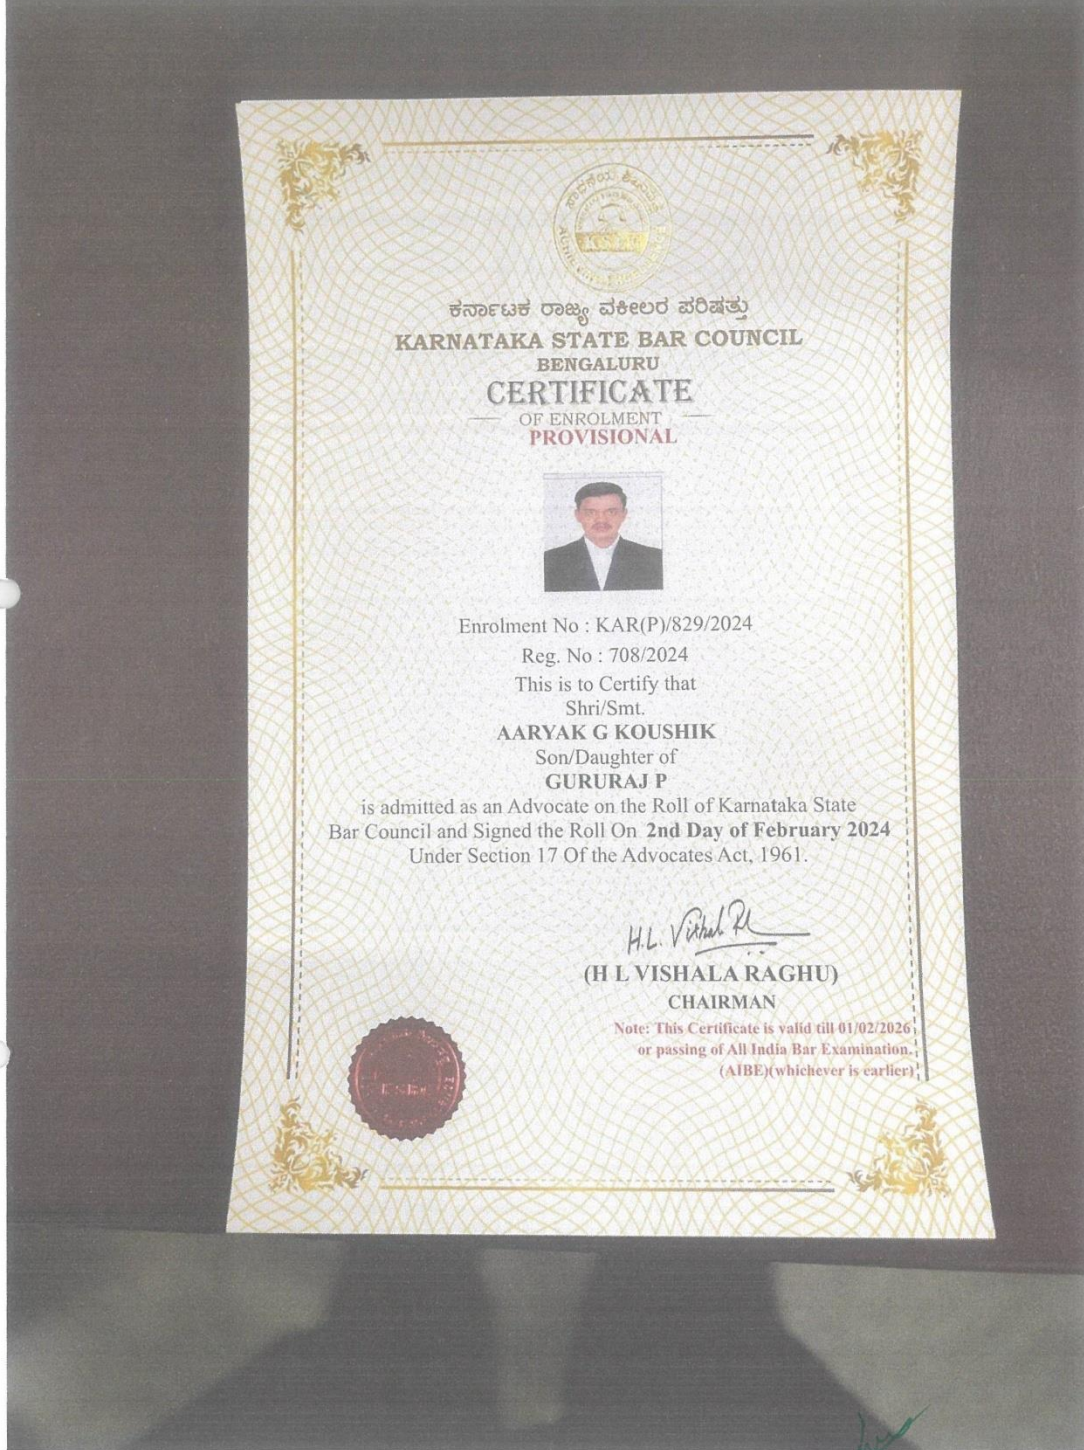 ಕರ್ನಾಟಕ ರಾಜ್ಯ ವಕೀಲರ ಪರಿಷತ್ತು
KARNATAKA STATE BAR COUNCIL
BENGALURU
CERTIFICATE
OF ENROLMENT
PROVISIONAL
Enrolment No : KAR(P)/829/2024
Reg. No : 708/2024
This is to Certify that
Shri/Smt.
AARYAK G KOUSHIK
Son/Daughter of
GURURAJ P
is admitted as an Advocate on the Roll of Karnataka State
Bar Council and Signed the Roll On 2nd Day of February 2024
Under Section 17 Of the Advocates Act, 1961.
H.L.
(H L VISHALA RAGHU)
CHAIRMAN
Note: This Certificate is valid till 01/02/2026
or passing of All India Bar Examination.
(AIBE)(whichever is earlier)